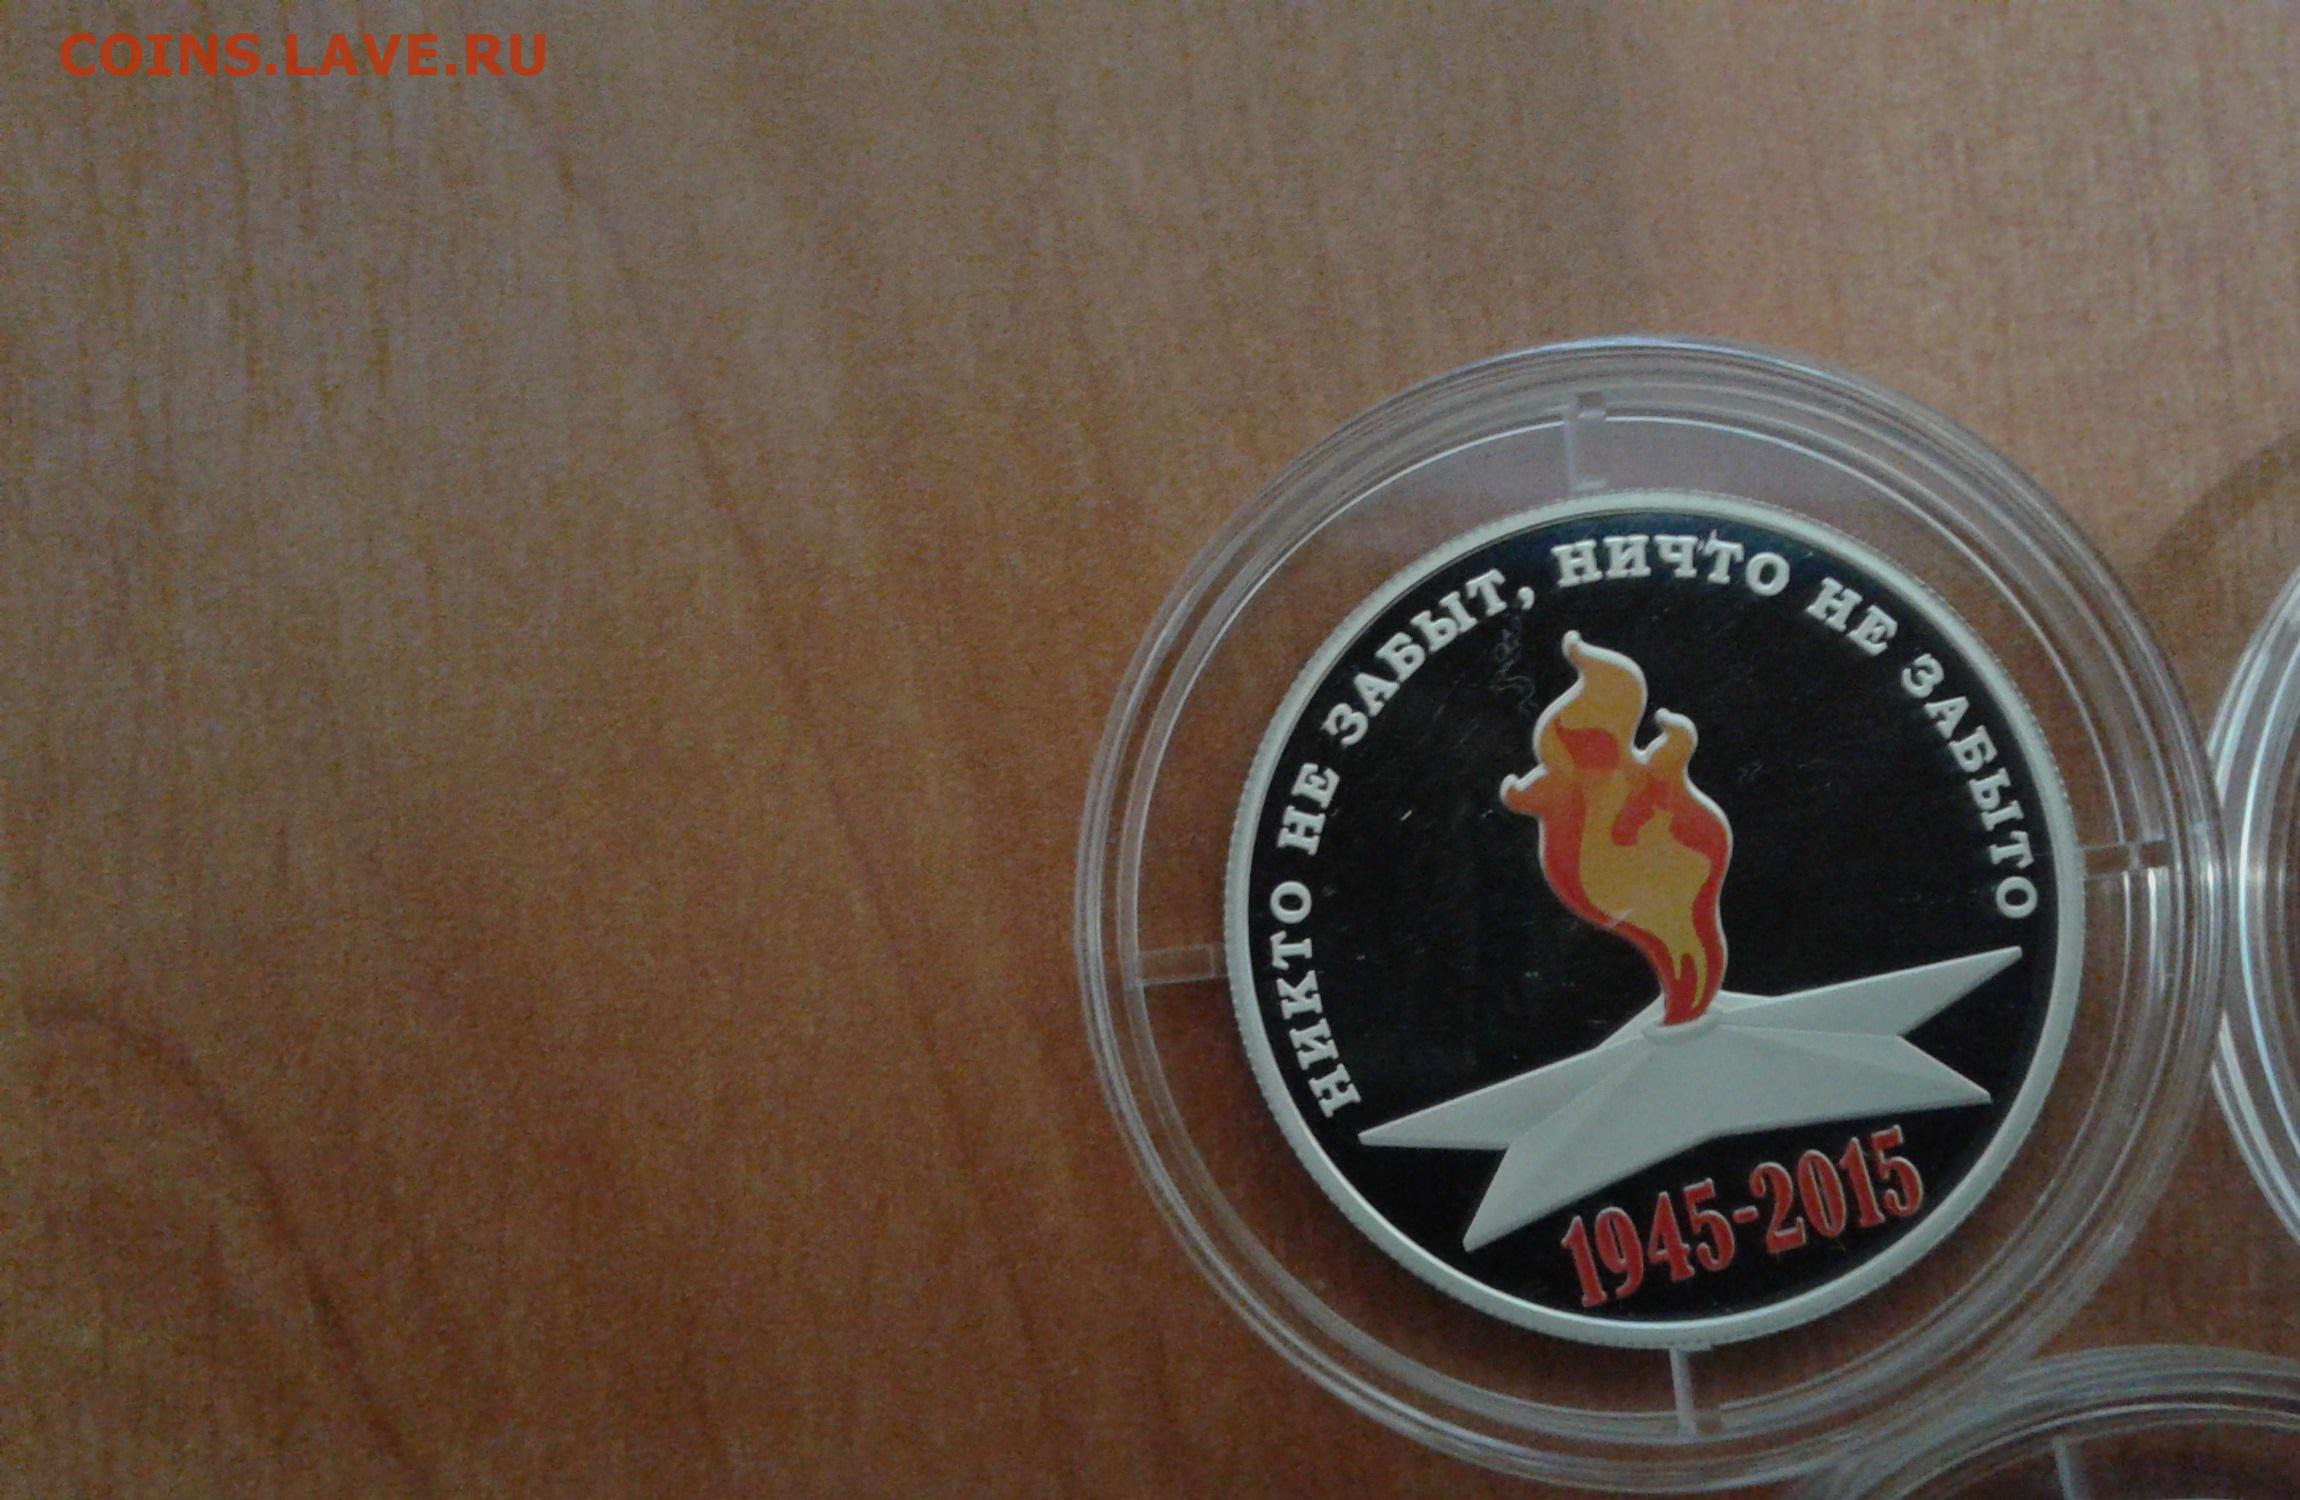 COINS.LAVE.RU
НИКТО НЕ ЗАБЫТ, НИЧТО НЕ ЗАБЫТО
1945-2015